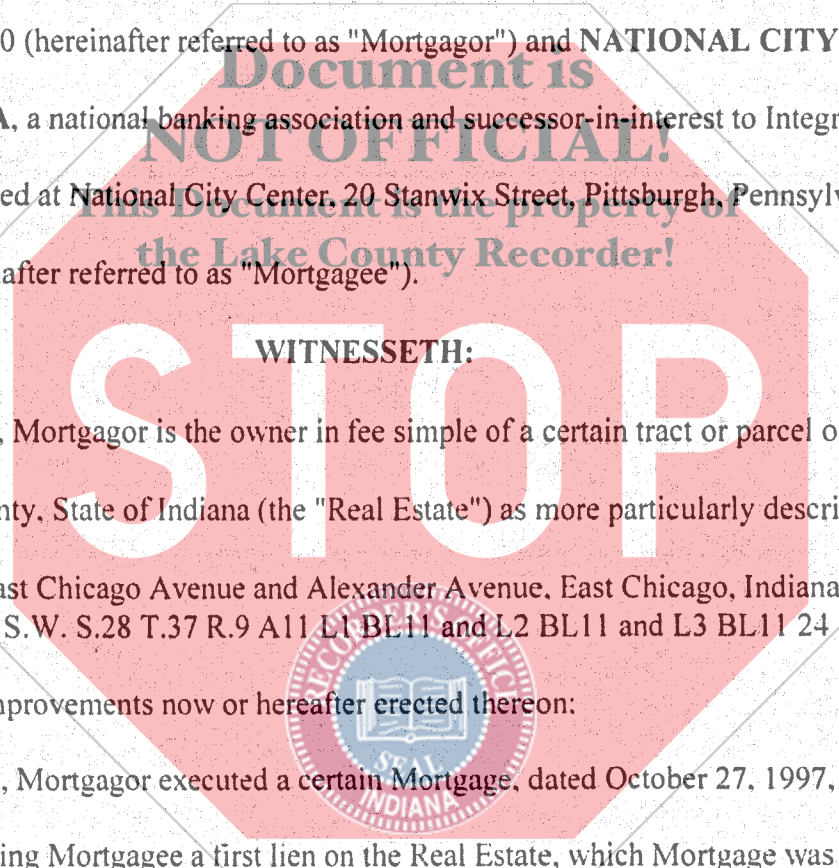 0 (hereinafter referred to as "Mortgagor") and NATIONAL CITY
Document is
A, a national banking association and successor-in-interest to Integr
NOT OFFICIAL!
ed at National City Center, 20 Stanwix Street, Pittsburgh, Pennsylv
This Document is the property of
the Lake County Recorder!
after referred to as "Mortgagee").
WITNESSETH:
STOP
, Mortgagor is the owner in fee simple of a certain tract or parcel o
nty, State of Indiana (the "Real Estate") as more particularly descri
ast Chicago Avenue and Alexander Avenue, East Chicago, Indiana
S.W. S.28 T.37 R.9 A11 L1 BL11 and L2 BL11 and L3 BL11 24
RECORDER'S OFFICE
nprovements now or hereafter erected thereon:
SEAL
INDIANA
, Mortgagor executed a certain Mortgage, dated October 27, 1997,
ing Mortgagee a first lien on the Real Estate, which Mortgage was